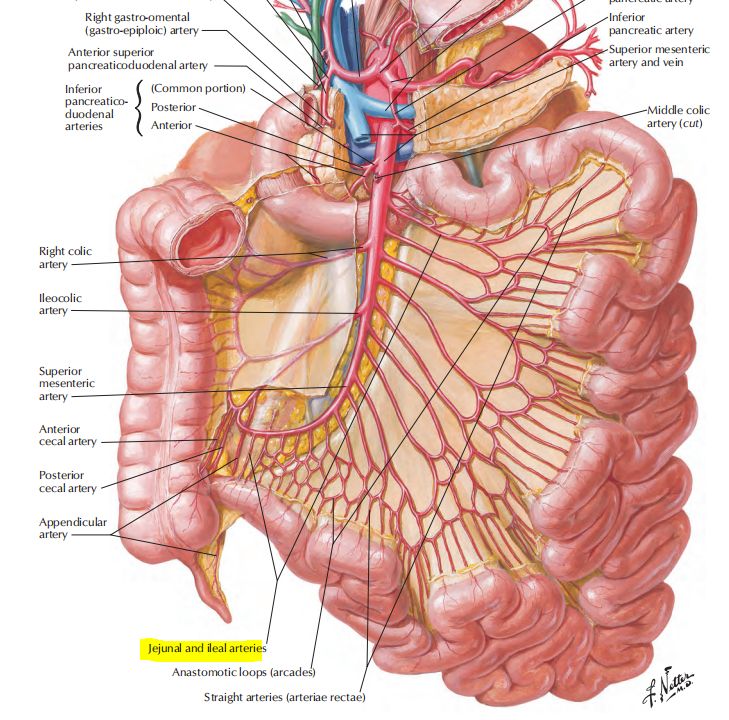 pancreatic artery
Right gastro-omental
(gastro-epiploic) artery
Inferior
pancreatic artery
Anterior superior
pancreaticoduodenal artery
Superior mesenteric
artery and vein
Inferior
pancreatico-
duodenal
arteries
(Common portion)
Posterior
Anterior
Middle colic
artery (cut)
Right colic
artery
Ileocolic
artery
Superior
mesenteric
artery
Anterior
cecal artery
Posterior
cecal artery
Appendicular
artery
Jejunal and ileal arteries
Anastomotic loops (arcades)
Straight arteries (arteriae rectae)
F. Netter
M.D.